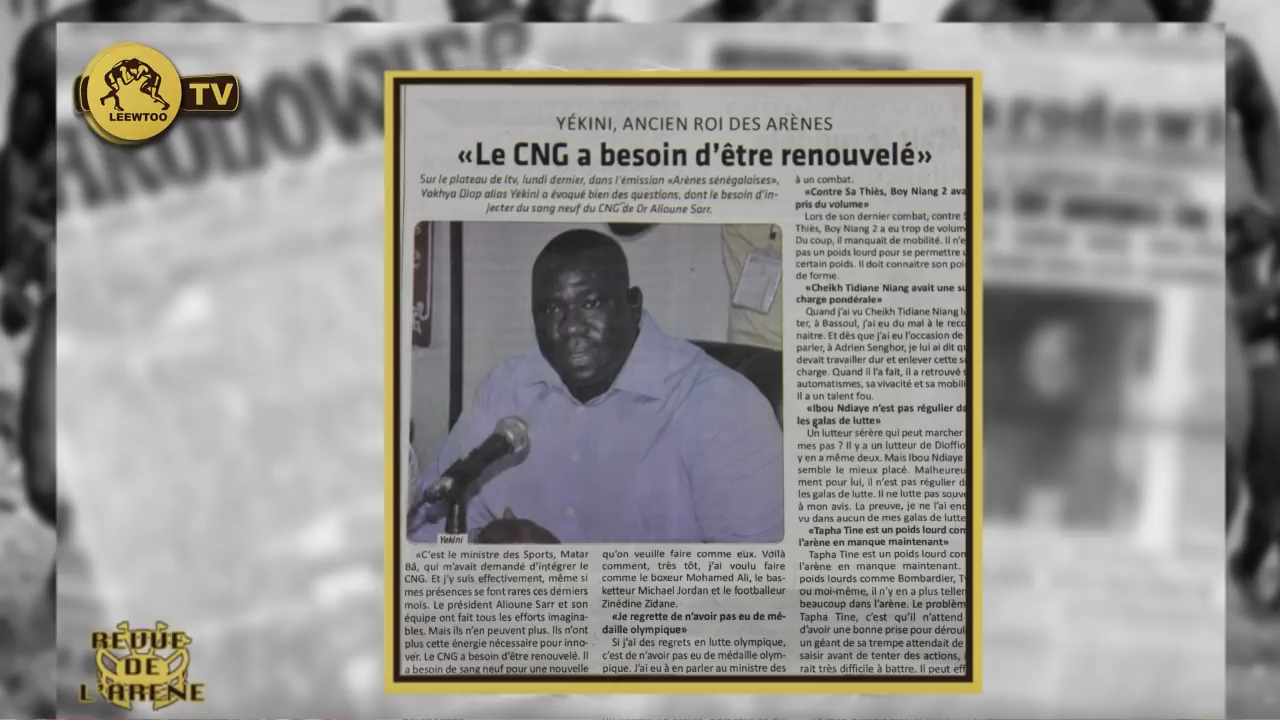 LEEWTOO
TV
YÉKINI, ANCIEN ROI DES ARÈNES
«Le CNG a besoin d'être renouvelé»
Sur le plateau de Itv, lundi dernier, dans l'émission «Arènes sénégalaises»,
Yakhya Diop alias Yékini a évoqué bien des questions, dont le besoin d'in-
jecter du sang neuf du CNG de Dr Alioune Sarr.
Yékini
«C'est le ministre des Sports, Matar
Bâ, qui m'avait demandé d'intégrer le
CNG. Et j'y suis effectivement, même si
mes présences se font rares ces derniers
mois. Le président Alioune Sarr et son
équipe ont fait tous les efforts imagina-
bles. Mais ils n'en peuvent plus. Ils n'ont
plus cette énergie nécessaire pour inno-
ver. Le CNG a besoin d'être renouvelé. Il
a besoin de sang neuf pour une nouvelle
qu'on veuille faire comme eux. Voilà
comment, très tôt, j'ai voulu faire
comme le boxeur Mohamed Ali, le bas-
ketteur Michael Jordan et le footballeur
Zinédine Zidane.
«Je regrette de n'avoir pas eu de mé-
daille olympique»
Si j'ai des regrets en lutte olympique,
c'est de n'avoir pas eu de médaille olym-
pique. J'ai eu à en parler au ministre des
à un combat.
«Contre Sa Thiès, Boy Niang 2 ava
pris du volume»
Lors de son dernier combat, contre
Thiès, Boy Niang 2 a eu trop de volum
Du coup, il manquait de mobilité. Il n'e
pas un poids lourd pour se permettre
certain poids. Il doit connaitre son poi
de forme.
«Cheikh Tidiane Niang avait une su
charge pondérale»
Quand j'ai vu Cheikh Tidiane Niang lu
ter, à Bassoul, j'ai eu du mal à le reco
naitre. Et dès que j'ai eu l'occasion de
parler, à Adrien Senghor, je lui ai dit qu
devait travailler dur et enlever cette s
charge. Quand il l'a fait, il a retrouvé s
automatismes, sa vivacité et sa mobili
Il a un talent fou.
«Ibou Ndiaye n'est pas régulier da
les galas de lutte»
Un lutteur sérère qui peut marcher
mes pas ? Il y a un lutteur de Dioffio
y en a même deux. Mais Ibou Ndiaye
semble le mieux placé. Malheureu
ment pour lui, il n'est pas régulier d
les galas de lutte. Il ne lutte pas souv
à mon avis. La preuve, je ne l'ai enc
vu dans aucun de mes galas de lutte
«Tapha Tine est un poids lourd com
l'arène en manque maintenant»
Tapha Tine est un poids lourd com
l'arène en manque maintenant.
poids lourds comme Bombardier, T
ou moi-même, il n'y en a plus tellem
beaucoup dans l'arène. Le problèm
Tapha Tine, c'est qu'il n'attend
d'avoir une bonne prise pour dérou
un géant de sa trempe attendait de
saisir avant de tenter des actions,
rait très difficile à battre. Il peut eff
REVUE
DE
L'ARENE